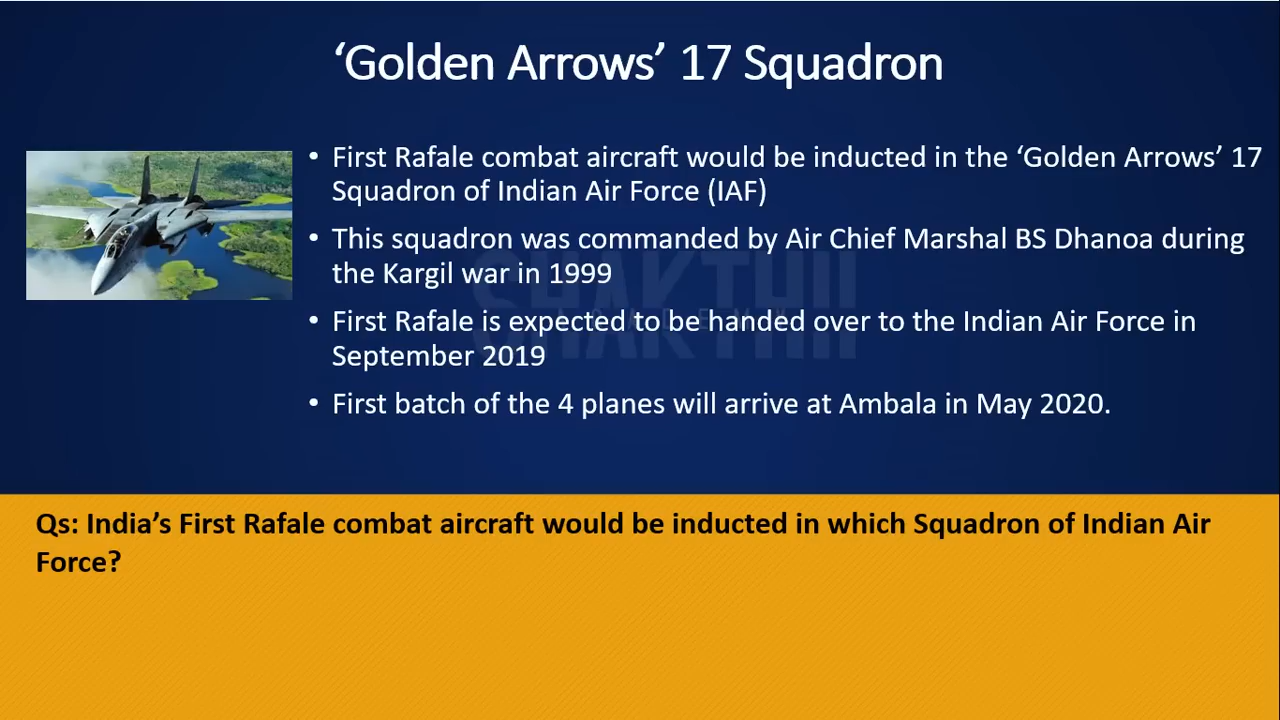 ‘Golden Arrows’ 17 Squadron
• First Rafale combat aircraft would be inducted in the ‘Golden Arrows’ 17
Squadron of Indian Air Force (IAF)
• This squadron was commanded by Air Chief Marshal BS Dhanoa during
the Kargil war in 1999
• First Rafale is expected to be handed over to the Indian Air Force in
September 2019
• First batch of the 4 planes will arrive at Ambala in May 2020.
SHAKTHII
ACADEMY
Qs: India’s First Rafale combat aircraft would be inducted in which Squadron of Indian Air
Force?